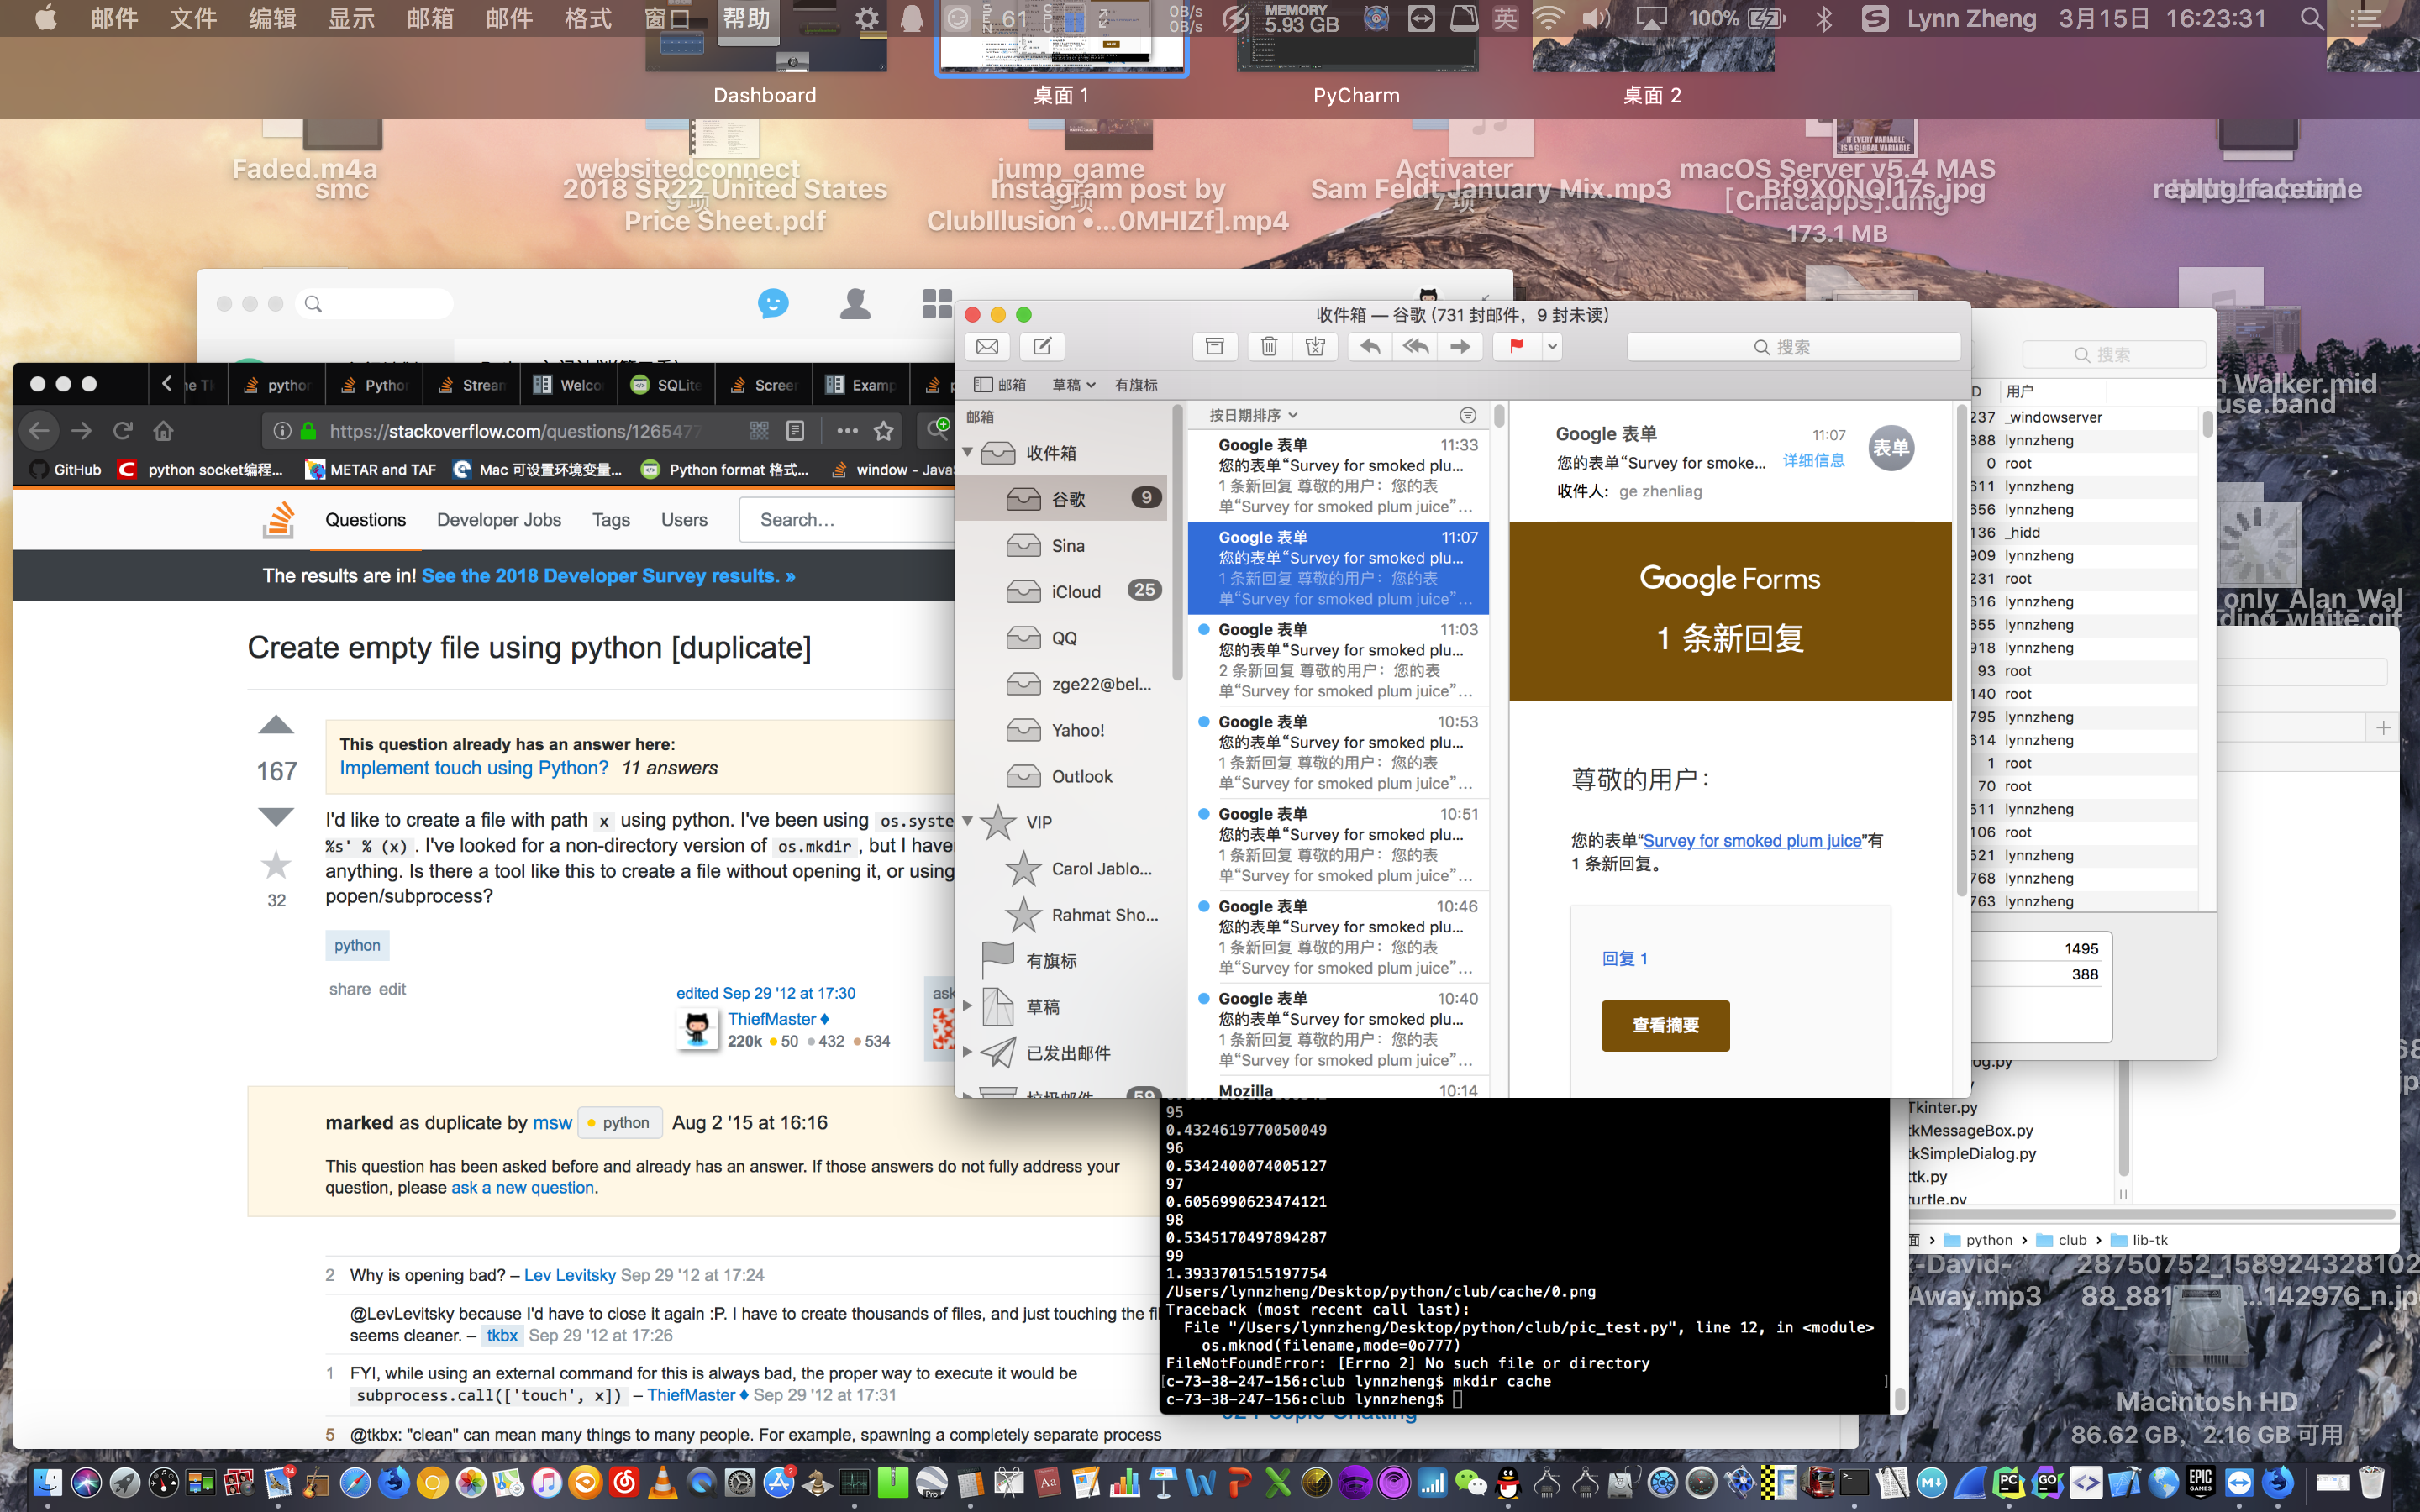 邮件 文件 编辑 显示 邮箱 邮件 格式 窗口 帮助
61 0B/s 0B/s MEMORY 5.93 GB 英 100% Lynn Zheng 3月15日 16:23:31
Dashboard 桌面 1 PyCharm 桌面 2
Faded.m4a
smc
websitedconnect
2018 SR22 United States
Price Sheet.pdf
jump_game
Instagram post by
ClubIllusion •...0MHIZf].mp4
Activater
Sam Feldt January Mix.mp3
macOS Server v5.4 MAS
[Cmacapps].dmg
173.1 MB
收件箱 — 谷歌 (731 封邮件，9 封未读)
搜索
邮箱 草稿 有旗标
邮箱
收件箱
谷歌 9
Sina
iCloud 25
QQ
zge22@bel...
Yahoo!
Outlook
VIP
Carol Jablo...
Rahmat Sho...
有旗标
草稿
已发出邮件
按日期排序
Google 表单 11:33
您的表单“Survey for smoked plu...
1 条新回复 尊敬的用户：您的表
单“Survey for smoked plum juice”...
Google 表单 11:07
您的表单“Survey for smoked plu...
1 条新回复 尊敬的用户：您的表
单“Survey for smoked plum juice”...
Google 表单 11:03
您的表单“Survey for smoked plu...
2 条新回复 尊敬的用户：您的表
单“Survey for smoked plum juice”...
Google 表单 10:53
您的表单“Survey for smoked plu...
1 条新回复 尊敬的用户：您的表
单“Survey for smoked plum juice”...
Google 表单 10:51
您的表单“Survey for smoked plu...
1 条新回复 尊敬的用户：您的表
单“Survey for smoked plum juice”...
Google 表单 10:46
您的表单“Survey for smoked plu...
1 条新回复 尊敬的用户：您的表
单“Survey for smoked plum juice”...
Google 表单 10:40
您的表单“Survey for smoked plu...
1 条新回复 尊敬的用户：您的表
单“Survey for smoked plum juice”...
Mozilla 10:14
Google 表单 11:07
表单
您的表单“Survey for smoke... 详细信息
收件人： ge zhenliag
Google Forms
1 条新回复
尊敬的用户：
您的表单“Survey for smoked plum juice”有
1 条新回复。
回复 1
查看摘要
搜索
D 用户
237 _windowserver
388 lynnzheng
0 root
611 lynnzheng
656 lynnzheng
136 _hidd
909 lynnzheng
231 root
616 lynnzheng
655 lynnzheng
918 lynnzheng
93 root
140 root
795 lynnzheng
614 lynnzheng
1 root
70 root
511 lynnzheng
106 root
521 lynnzheng
768 lynnzheng
763 lynnzheng
1495
388
Tkinter.py
tkMessageBox.py
tkSimpleDialog.py
ttk.py
turtle.py
面 › python › club › lib-tk
Macintosh HD
86.62 GB，2.16 GB 可用
pythor Pythor Strear Welco SQLite Screer Examp
https://stackoverflow.com/questions/1265477
GitHub python socket编程... METAR and TAF Mac 可设置环境变量... Python format 格式... window - Java
Questions Developer Jobs Tags Users Search...
The results are in! See the 2018 Developer Survey results. »
Create empty file using python [duplicate]
167
32
This question already has an answer here:
Implement touch using Python? 11 answers
I'd like to create a file with path x using python. I've been using os.syste
%s' % (x) . I've looked for a non-directory version of os.mkdir , but I have
anything. Is there a tool like this to create a file without opening it, or using
popen/subprocess?
python
share edit
edited Sep 29 '12 at 17:30
ThiefMaster ♦
220k 50 432 534
ask
marked as duplicate by msw python Aug 2 '15 at 16:16
This question has been asked before and already has an answer. If those answers do not fully address your
question, please ask a new question.
2 Why is opening bad? – Lev Levitsky Sep 29 '12 at 17:24
@LevLevitsky because I'd have to close it again :P. I have to create thousands of files, and just touching the fil
seems cleaner. – tkbx Sep 29 '12 at 17:26
1 FYI, while using an external command for this is always bad, the proper way to execute it would be
subprocess.call(['touch', x]) – ThiefMaster ♦ Sep 29 '12 at 17:31
5 @tkbx: "clean" can mean many things to many people. For example, spawning a completely separate process
95
0.4324619770050049
96
0.5342400074005127
97
0.6056990623474121
98
0.5345170497894287
99
1.3933701515197754
/Users/lynnzheng/Desktop/python/club/cache/0.png
Traceback (most recent call last):
File "/Users/lynnzheng/Desktop/python/club/pic_test.py", line 12, in <module>
os.mknod(filename,mode=0o777)
FileNotFoundError: [Errno 2] No such file or directory
[c-73-38-247-156:club lynnzheng$ mkdir cache ]
c-73-38-247-156:club lynnzheng$